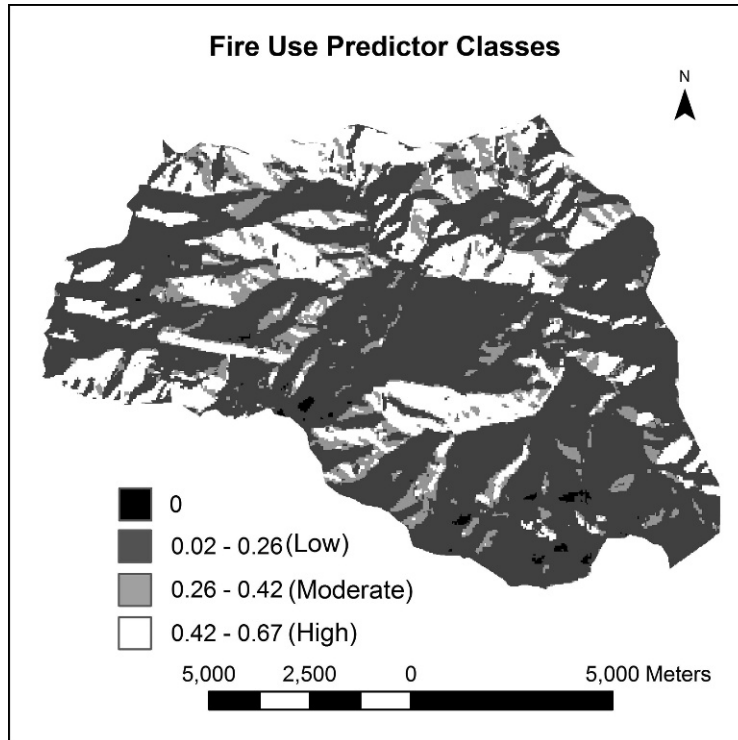 Fire Use Predictor Classes
N
0
0.02 - 0.26 (Low)
0.26 - 0.42 (Moderate)
0.42 - 0.67 (High)
5,000 2,500 0 5,000 Meters